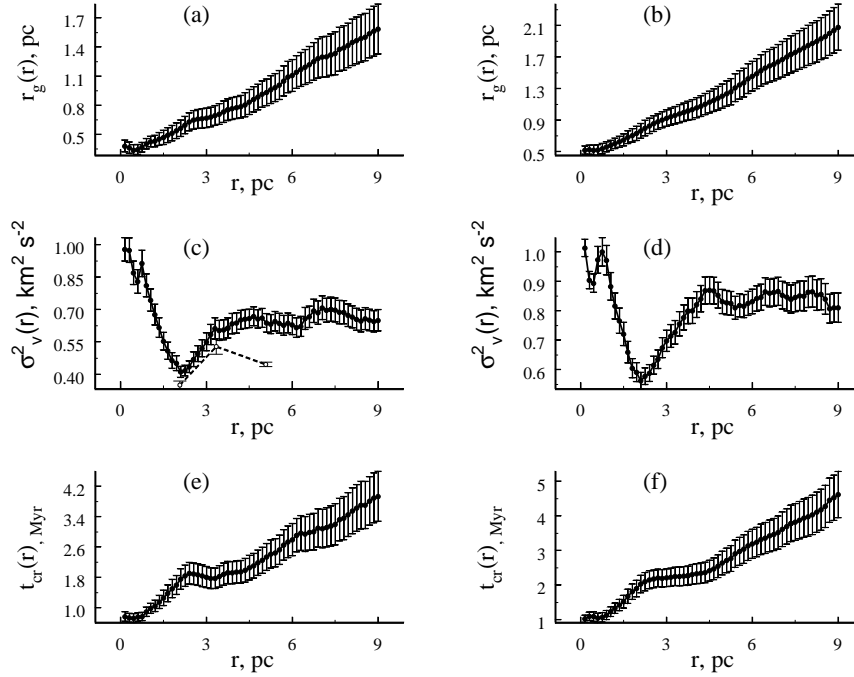 (a)
r_g(r), pc
1.7
1.4
1.1
0.8
0.5
0 3 6 9
r, pc
(b)
r_g(r), pc
2.1
1.7
1.3
0.9
0.5
0 3 6 9
r, pc
(c)
σ²_v(r), km² s⁻²
1.00
0.85
0.70
0.55
0.40
0 3 6 9
r, pc
(d)
σ²_v(r), km² s⁻²
1.0
0.9
0.8
0.7
0.6
0 3 6 9
r, pc
(e)
t_cr(r), Myr
4.2
3.4
2.6
1.8
1.0
0 3 6 9
r, pc
(f)
t_cr(r), Myr
5
4
3
2
1
0 3 6 9
r, pc